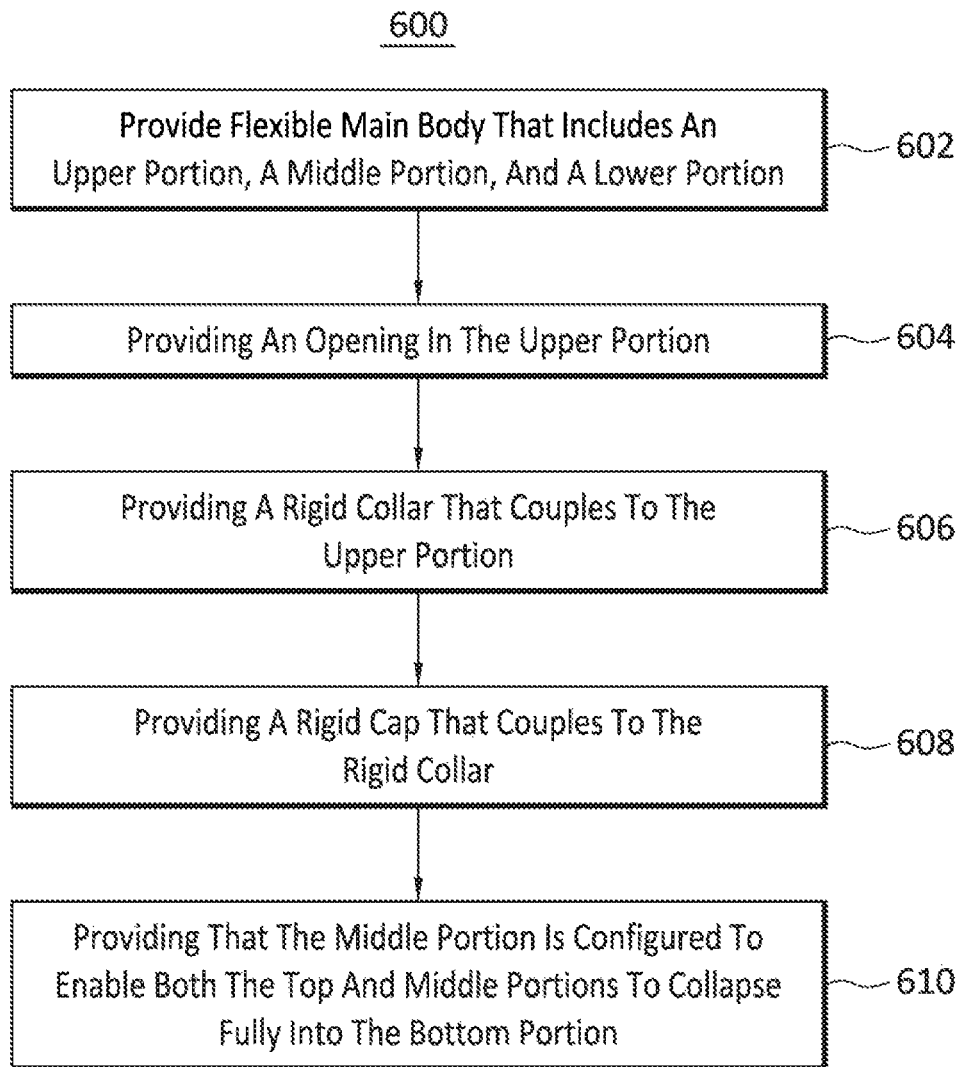 600
Provide Flexible Main Body That Includes An
Upper Portion, A Middle Portion, And A Lower Portion
602
Providing An Opening In The Upper Portion
604
Providing A Rigid Collar That Couples To The
Upper Portion
606
Providing A Rigid Cap That Couples To The
Rigid Collar
608
Providing That The Middle Portion Is Configured To
Enable Both The Top And Middle Portions To Collapse
Fully Into The Bottom Portion
610